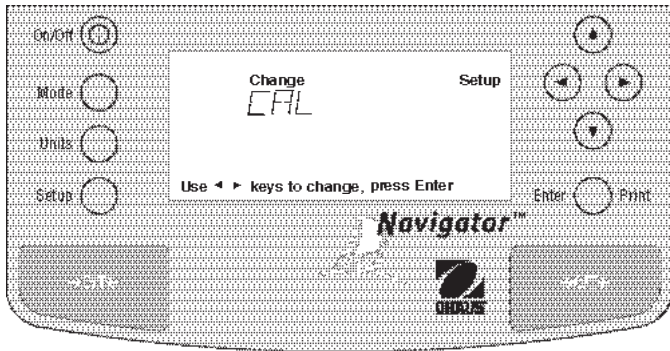 On/Off
Mode
Units
Setup
Change Setup
CAL
Use ◄ ► keys to change, press Enter
Enter Print
Navigator™
OHAUS